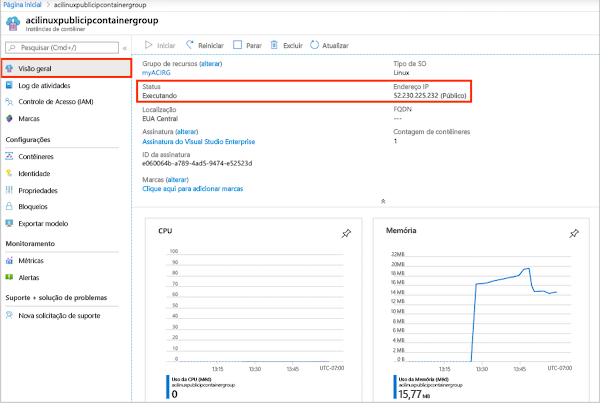 Página inicial > acilinuxpublicipcontainergroup
acilinuxpublicipcontainergroup
Instâncias de contêiner
Pesquisar (Cmd+/)
Iniciar Reiniciar Parar Excluir Atualizar
Visão geral
Log de atividades
Controle de Acesso (IAM)
Marcas
Configurações
Contêineres
Identidade
Propriedades
Bloqueios
Exportar modelo
Monitoramento
Métricas
Alertas
Suporte + solução de problemas
Nova solicitação de suporte
Grupo de recursos (alterar)
myACIRG
Status
Executando
Localização
EUA Central
Assinatura (alterar)
Assinatura do Visual Studio Enterprise
ID da assinatura
e060064b-a789-4ad5-9474-e52523d
Marcas (alterar)
Clique aqui para adicionar marcas
Tipo da SO
Linux
Endereço IP
52.230.225.232 (Público)
FQDN
---
Contagem de contêineres
1
CPU
100
90
80
70
60
50
40
30
20
10
0
13:15 13:30 13:45 UTC-07:00
Uso da CPU (Méd)
acilinuxpublicipcontainergroup
0
Memória
22MB
20MB
18MB
16MB
14MB
12MB
10MB
8MB
6MB
4MB
2MB
0 B
13:15 13:30 13:45 UTC-07:00
Uso da Memória (Méd)
acilinuxpublicipcontainergroup
15,77 MB